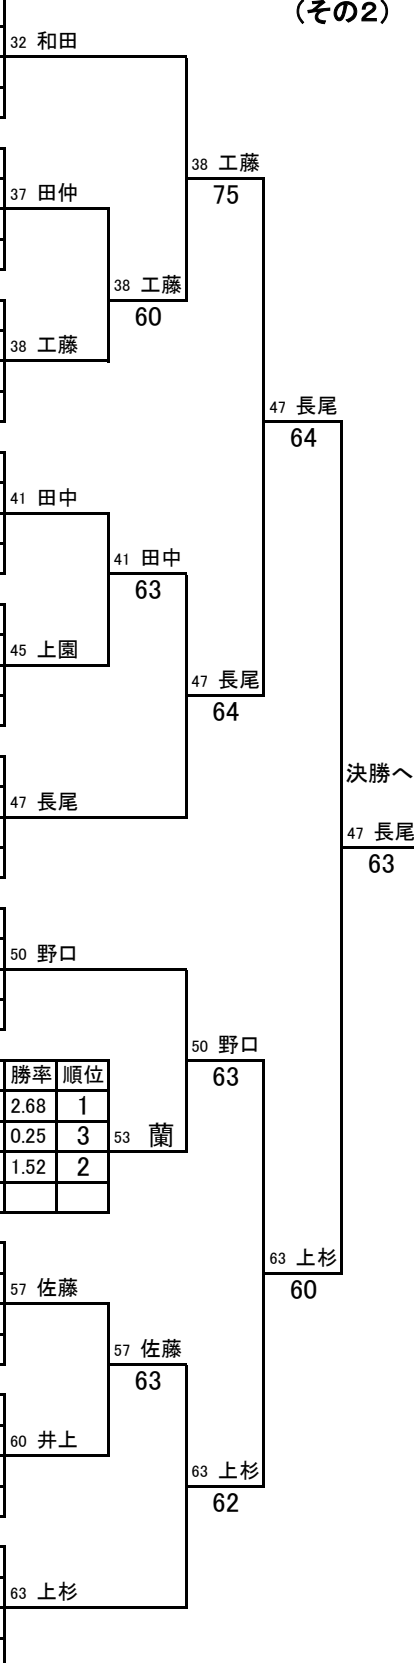 （その２）
32 和田
38 工藤
75
37 田仲
38 工藤
60
38 工藤
47 長尾
64
41 田中
41 田中
63
45 上園
47 長尾
64
決勝へ
47 長尾
47 長尾
63
50 野口
50 野口
63
勝率 順位
2.68 1
0.25 3
53 蘭
1.52 2
63 上杉
60
57 佐藤
57 佐藤
63
60 井上
63 上杉
62
63 上杉